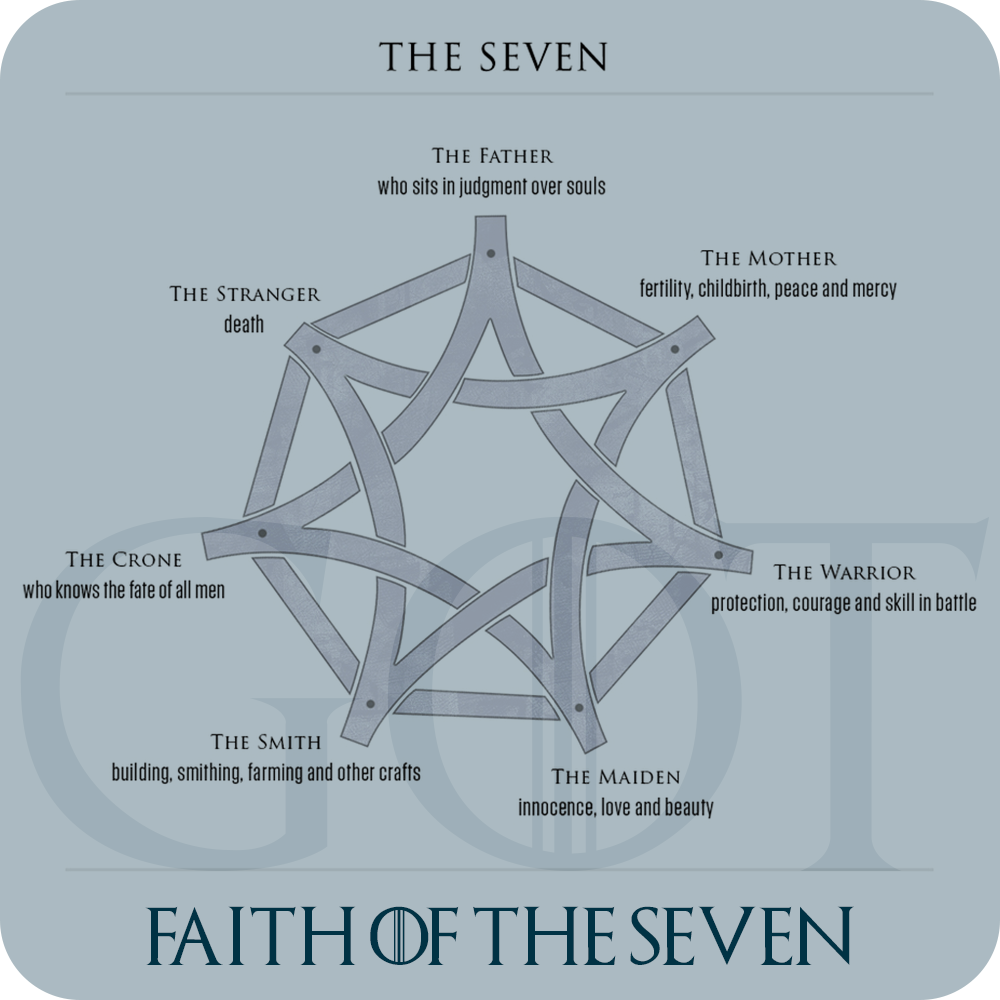 THE SEVEN
THE FATHER
who sits in judgment over souls
THE MOTHER
fertility, childbirth, peace and mercy
THE STRANGER
death
THE CRONE
who knows the fate of all men
THE WARRIOR
protection, courage and skill in battle
THE SMITH
building, smithing, farming and other crafts
THE MAIDEN
innocence, love and beauty
GOT
FAITH OF THE SEVEN